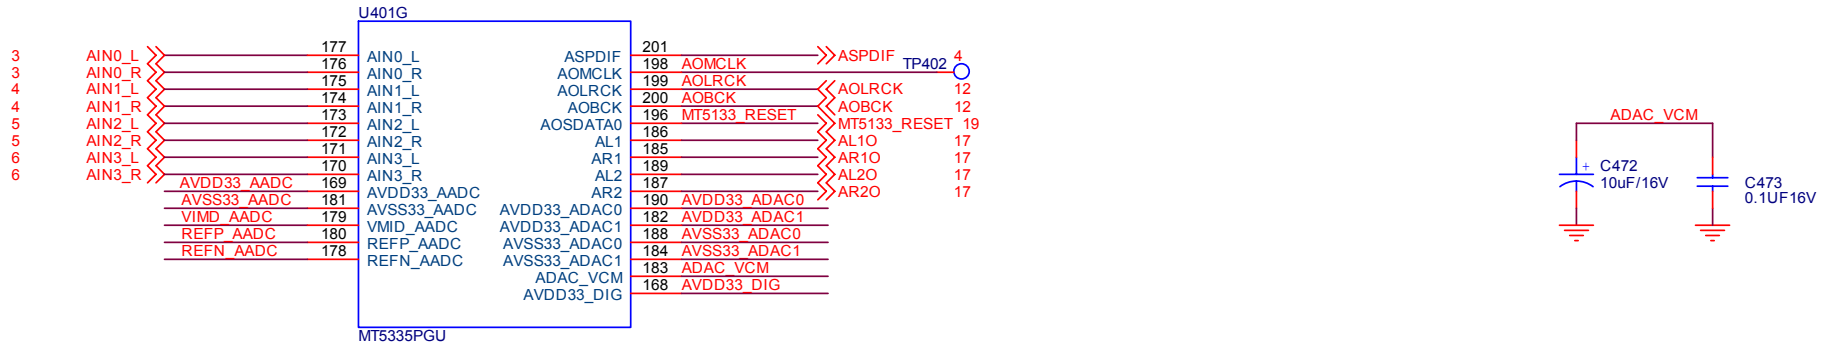 U401G
3 AIN0_L 177 AIN0_L ASPDIF 201 ASPDIF 4
3 AIN0_R 176 AIN0_R AOMCLK 198 AOMCLK TP402
4 AIN1_L 175 AIN1_L AOLRCK 199 AOLRCK AOLRCK 12
4 AIN1_R 174 AIN1_R AOBCK 200 AOBCK AOBCK 12
5 AIN2_L 173 AIN2_L AOSDATA0 196 MT5133_RESET MT5133_RESET 19
5 AIN2_R 172 AIN2_R AL1 186 AL1O 17
6 AIN3_L 171 AIN3_L AR1 185 AR1O 17
6 AIN3_R 170 AIN3_R AL2 189 AL2O 17
AVDD33_AADC 169 AVDD33_AADC AR2 187 AR2O 17
AVSS33_AADC 181 AVSS33_AADC AVDD33_ADAC0 190 AVDD33_ADAC0
VIMD_AADC 179 VMID_AADC AVDD33_ADAC1 182 AVDD33_ADAC1
REFP_AADC 180 REFP_AADC AVSS33_ADAC0 188 AVSS33_ADAC0
REFN_AADC 178 REFN_AADC AVSS33_ADAC1 184 AVSS33_ADAC1
ADAC_VCM 183 ADAC_VCM
AVDD33_DIG 168 AVDD33_DIG
MT5335PGU
ADAC_VCM
+ C472
10uF/16V
C473
0.1UF16V